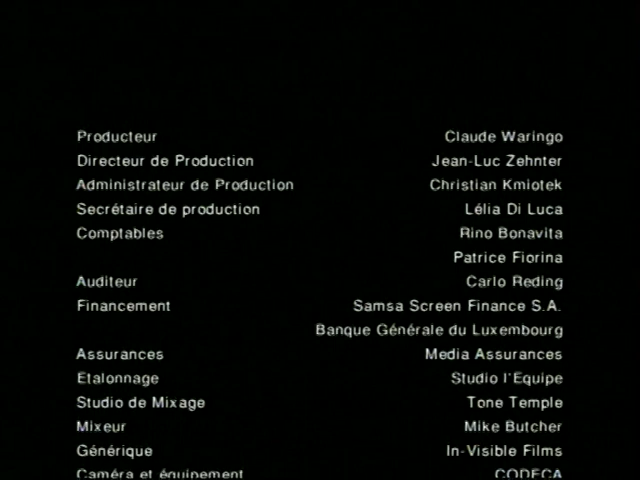 Producteur Claude Waringo
Directeur de Production Jean-Luc Zehnter
Administrateur de Production Christian Kmiotek
Secrétaire de production Lélia Di Luca
Comptables Rino Bonavita
Patrice Fiorina
Auditeur Carlo Reding
Financement Samsa Screen Finance S.A.
Banque Générale du Luxembourg
Assurances Media Assurances
Etalonnage Studio l'Equipe
Studio de Mixage Tone Temple
Mixeur Mike Butcher
Générique In-Visible Films
Caméra et équipement CODECA